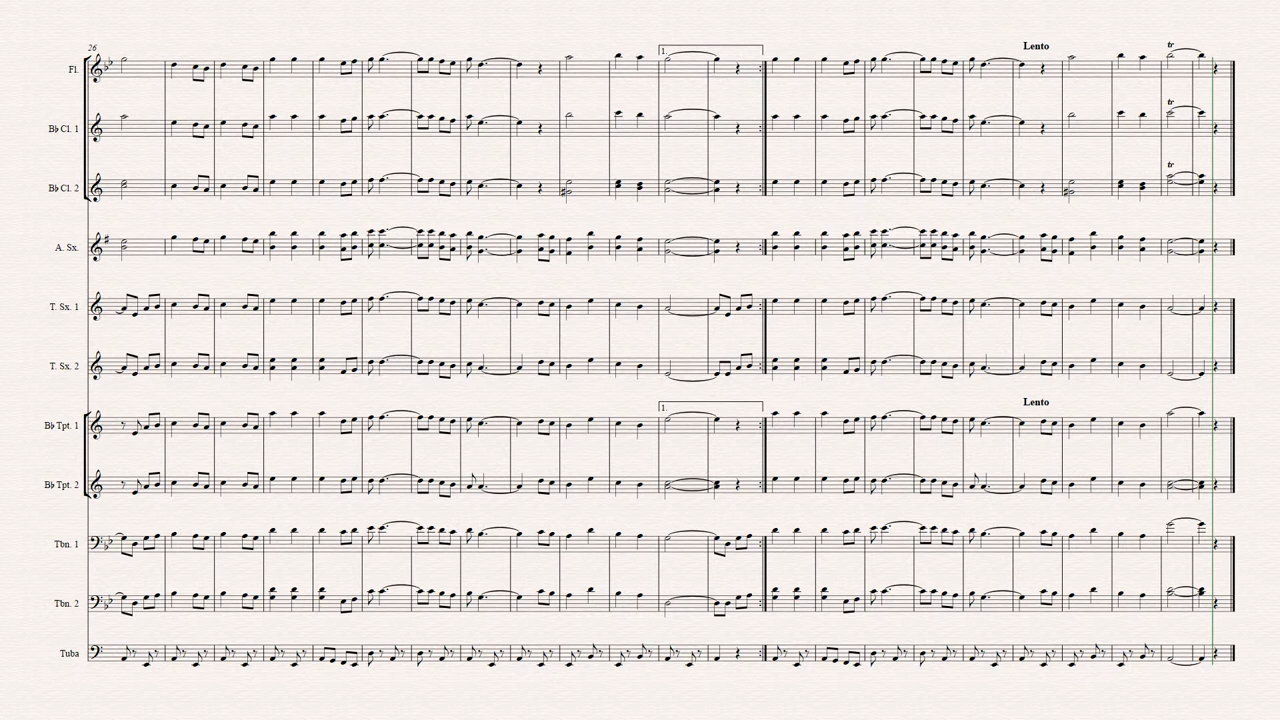 26
Fl.
1.
Lento
tr
B♭ Cl. 1
tr
B♭ Cl. 2
tr
A. Sx.
T. Sx. 1
T. Sx. 2
B♭ Tpt. 1
1.
Lento
B♭ Tpt. 2
Tbn. 1
Tbn. 2
Tuba